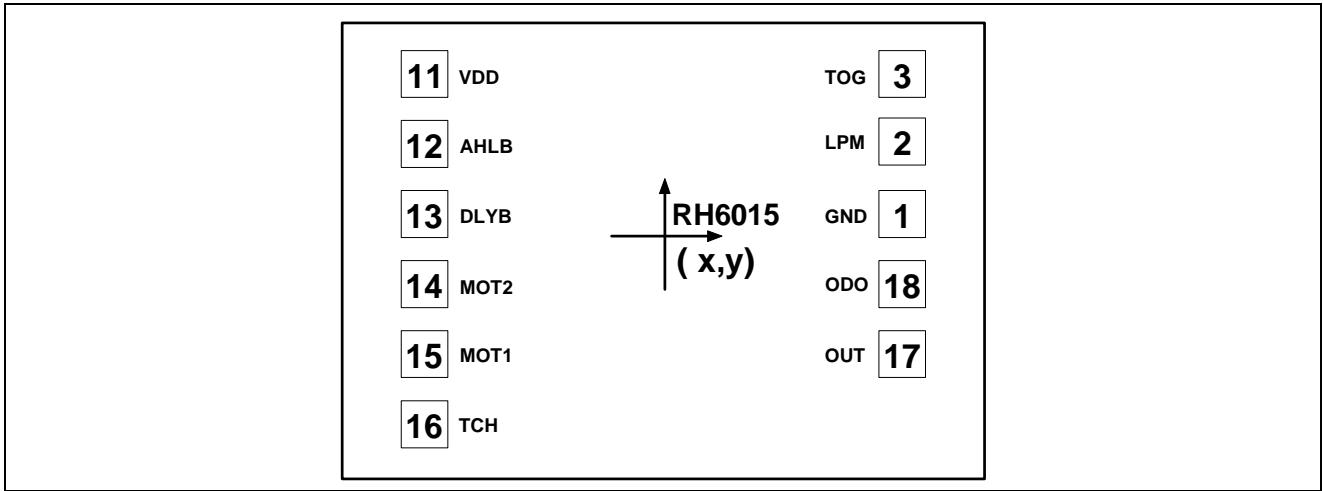 11 VDD TOG 3
12 AHLB LPM 2
13 DLYB RH6015 GND 1
( x,y)
14 MOT2 ODO 18
15 MOT1 OUT 17
16 TCH